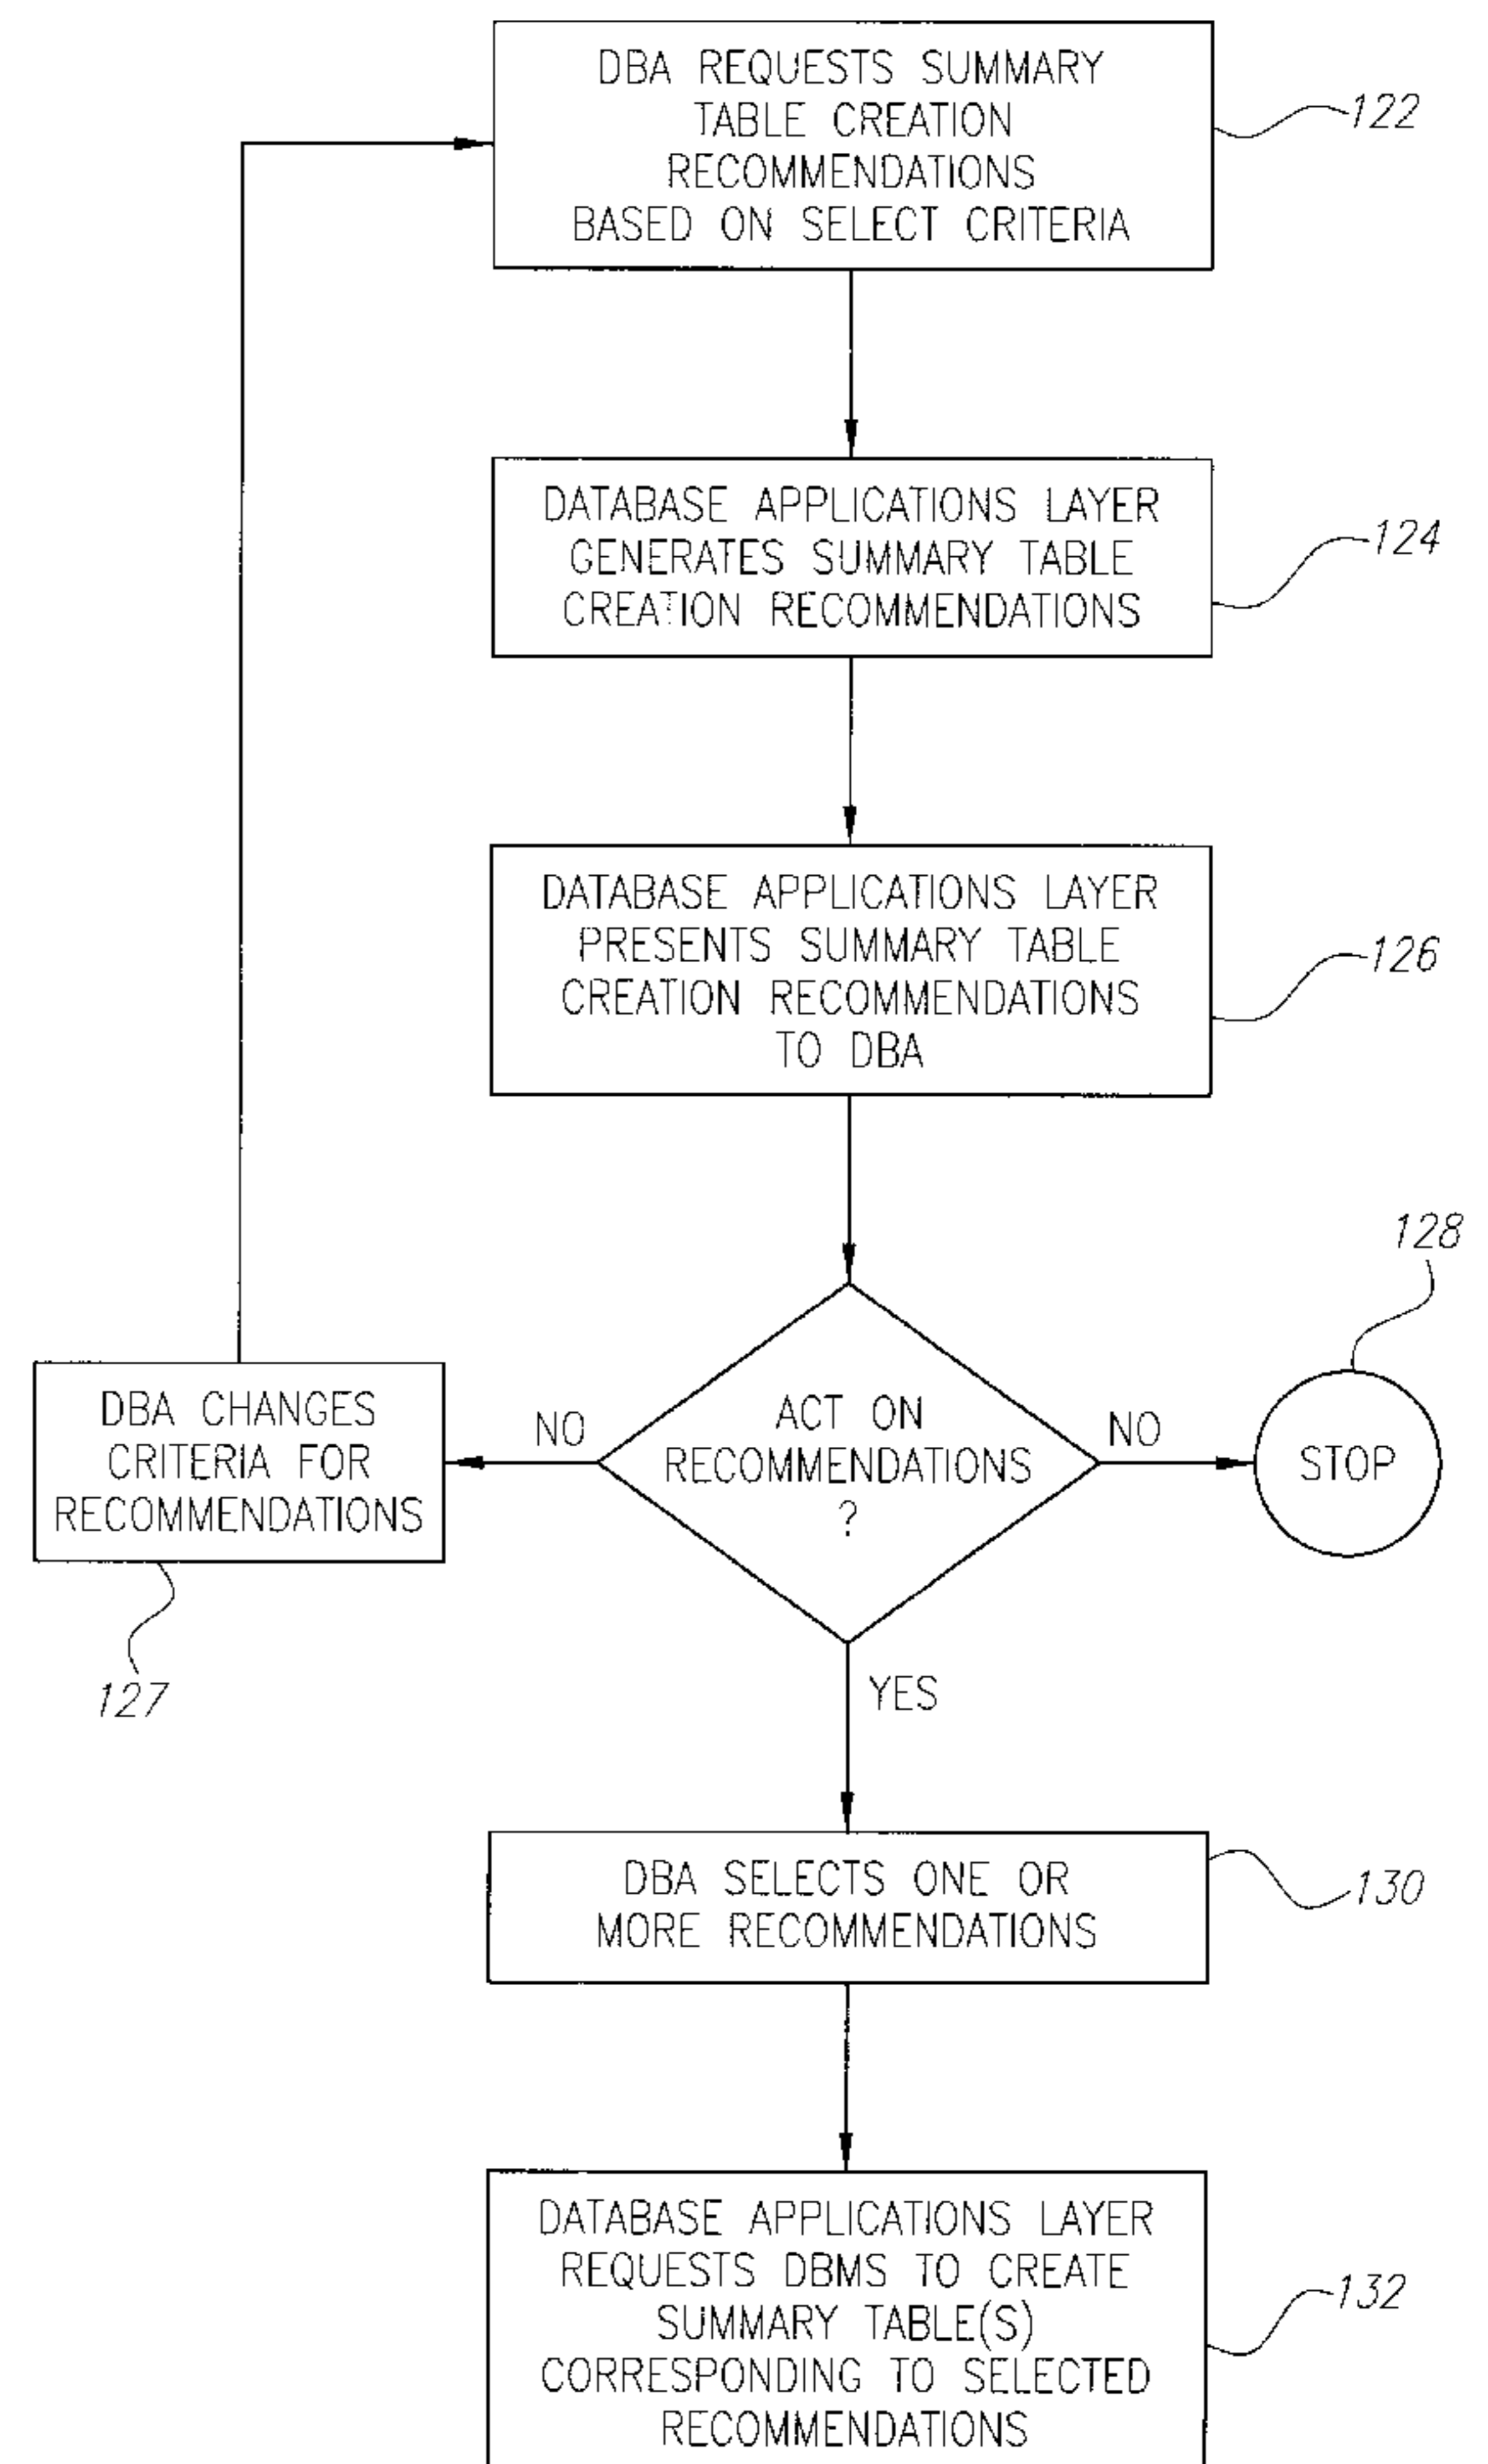 DBA REQUESTS SUMMARY
TABLE CREATION
RECOMMENDATIONS
BASED ON SELECT CRITERIA
122
DATABASE APPLICATIONS LAYER
GENERATES SUMMARY TABLE
CREATION RECOMMENDATIONS
124
DATABASE APPLICATIONS LAYER
PRESENTS SUMMARY TABLE
CREATION RECOMMENDATIONS
TO DBA
126
128
DBA CHANGES
CRITERIA FOR
RECOMMENDATIONS
127
NO
ACT ON
RECOMMENDATIONS
?
NO
STOP
YES
DBA SELECTS ONE OR
MORE RECOMMENDATIONS
130
DATABASE APPLICATIONS LAYER
REQUESTS DBMS TO CREATE
SUMMARY TABLE(S)
CORRESPONDING TO SELECTED
RECOMMENDATIONS
132